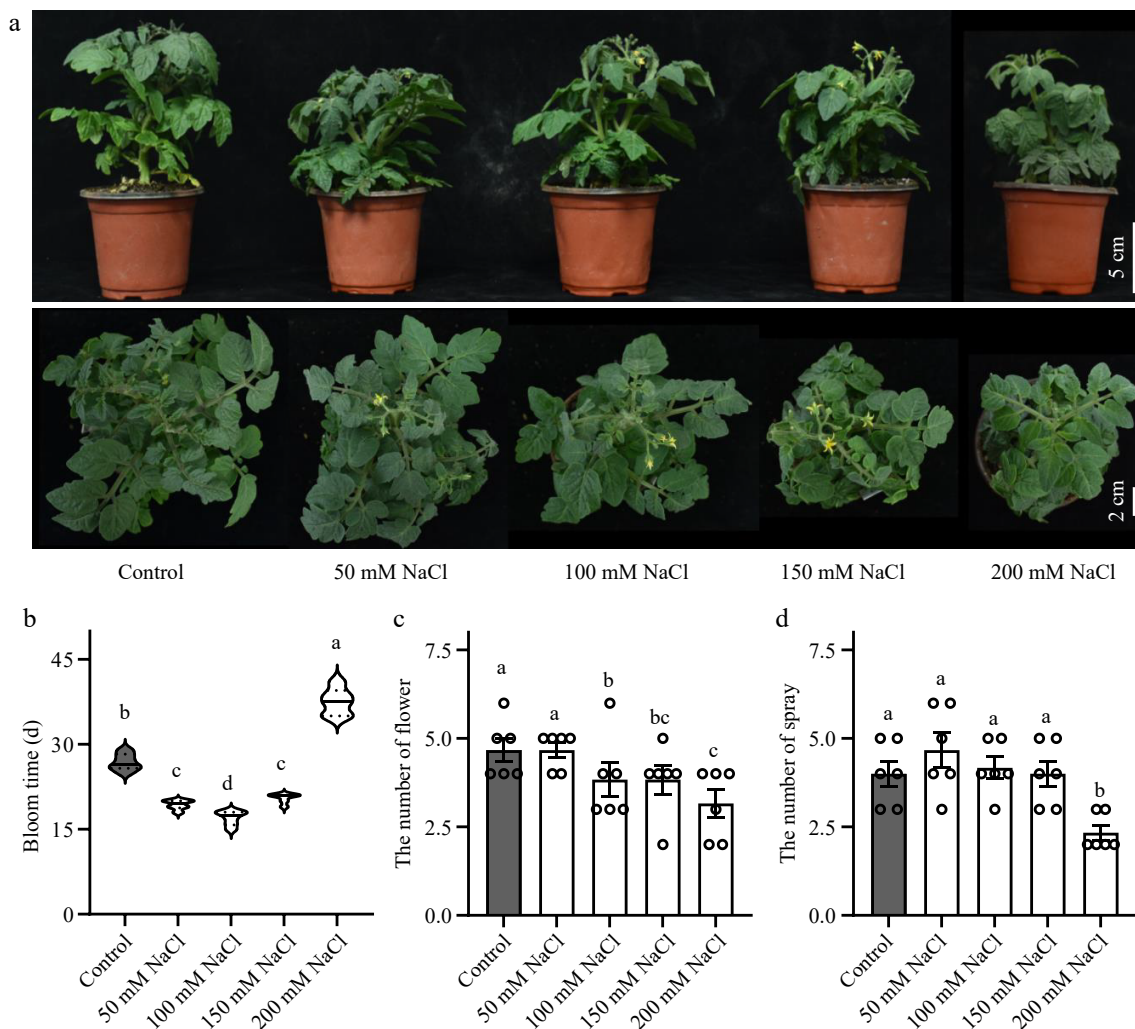 a
5 cm
2 cm
Control
50 mM NaCl
100 mM NaCl
150 mM NaCl
200 mM NaCl
b
Bloom time (d)
45
30
15
0
b
c
d
c
a
Control
50 mM NaCl
100 mM NaCl
150 mM NaCl
200 mM NaCl
c
The number of flower
7.5
5.0
2.5
0.0
a
a
b
bc
c
Control
50 mM NaCl
100 mM NaCl
150 mM NaCl
200 mM NaCl
d
The number of spray
7.5
5.0
2.5
0.0
a
a
a
a
b
Control
50 mM NaCl
100 mM NaCl
150 mM NaCl
200 mM NaCl